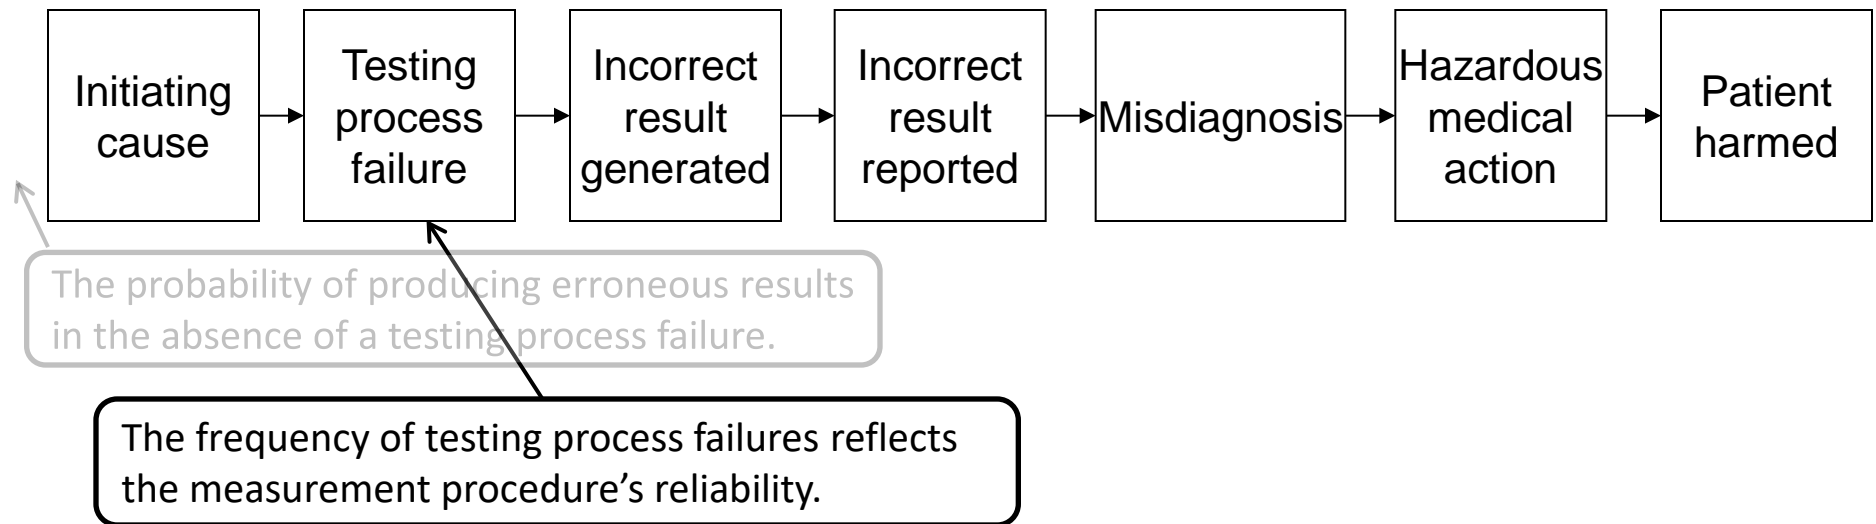 Initiating
cause
Testing
process
failure
Incorrect
result
generated
Incorrect
result
reported
Misdiagnosis
Hazardous
medical
action
Patient
harmed
The probability of producing erroneous results
in the absence of a testing process failure.
The frequency of testing process failures reflects
the measurement procedure’s reliability.